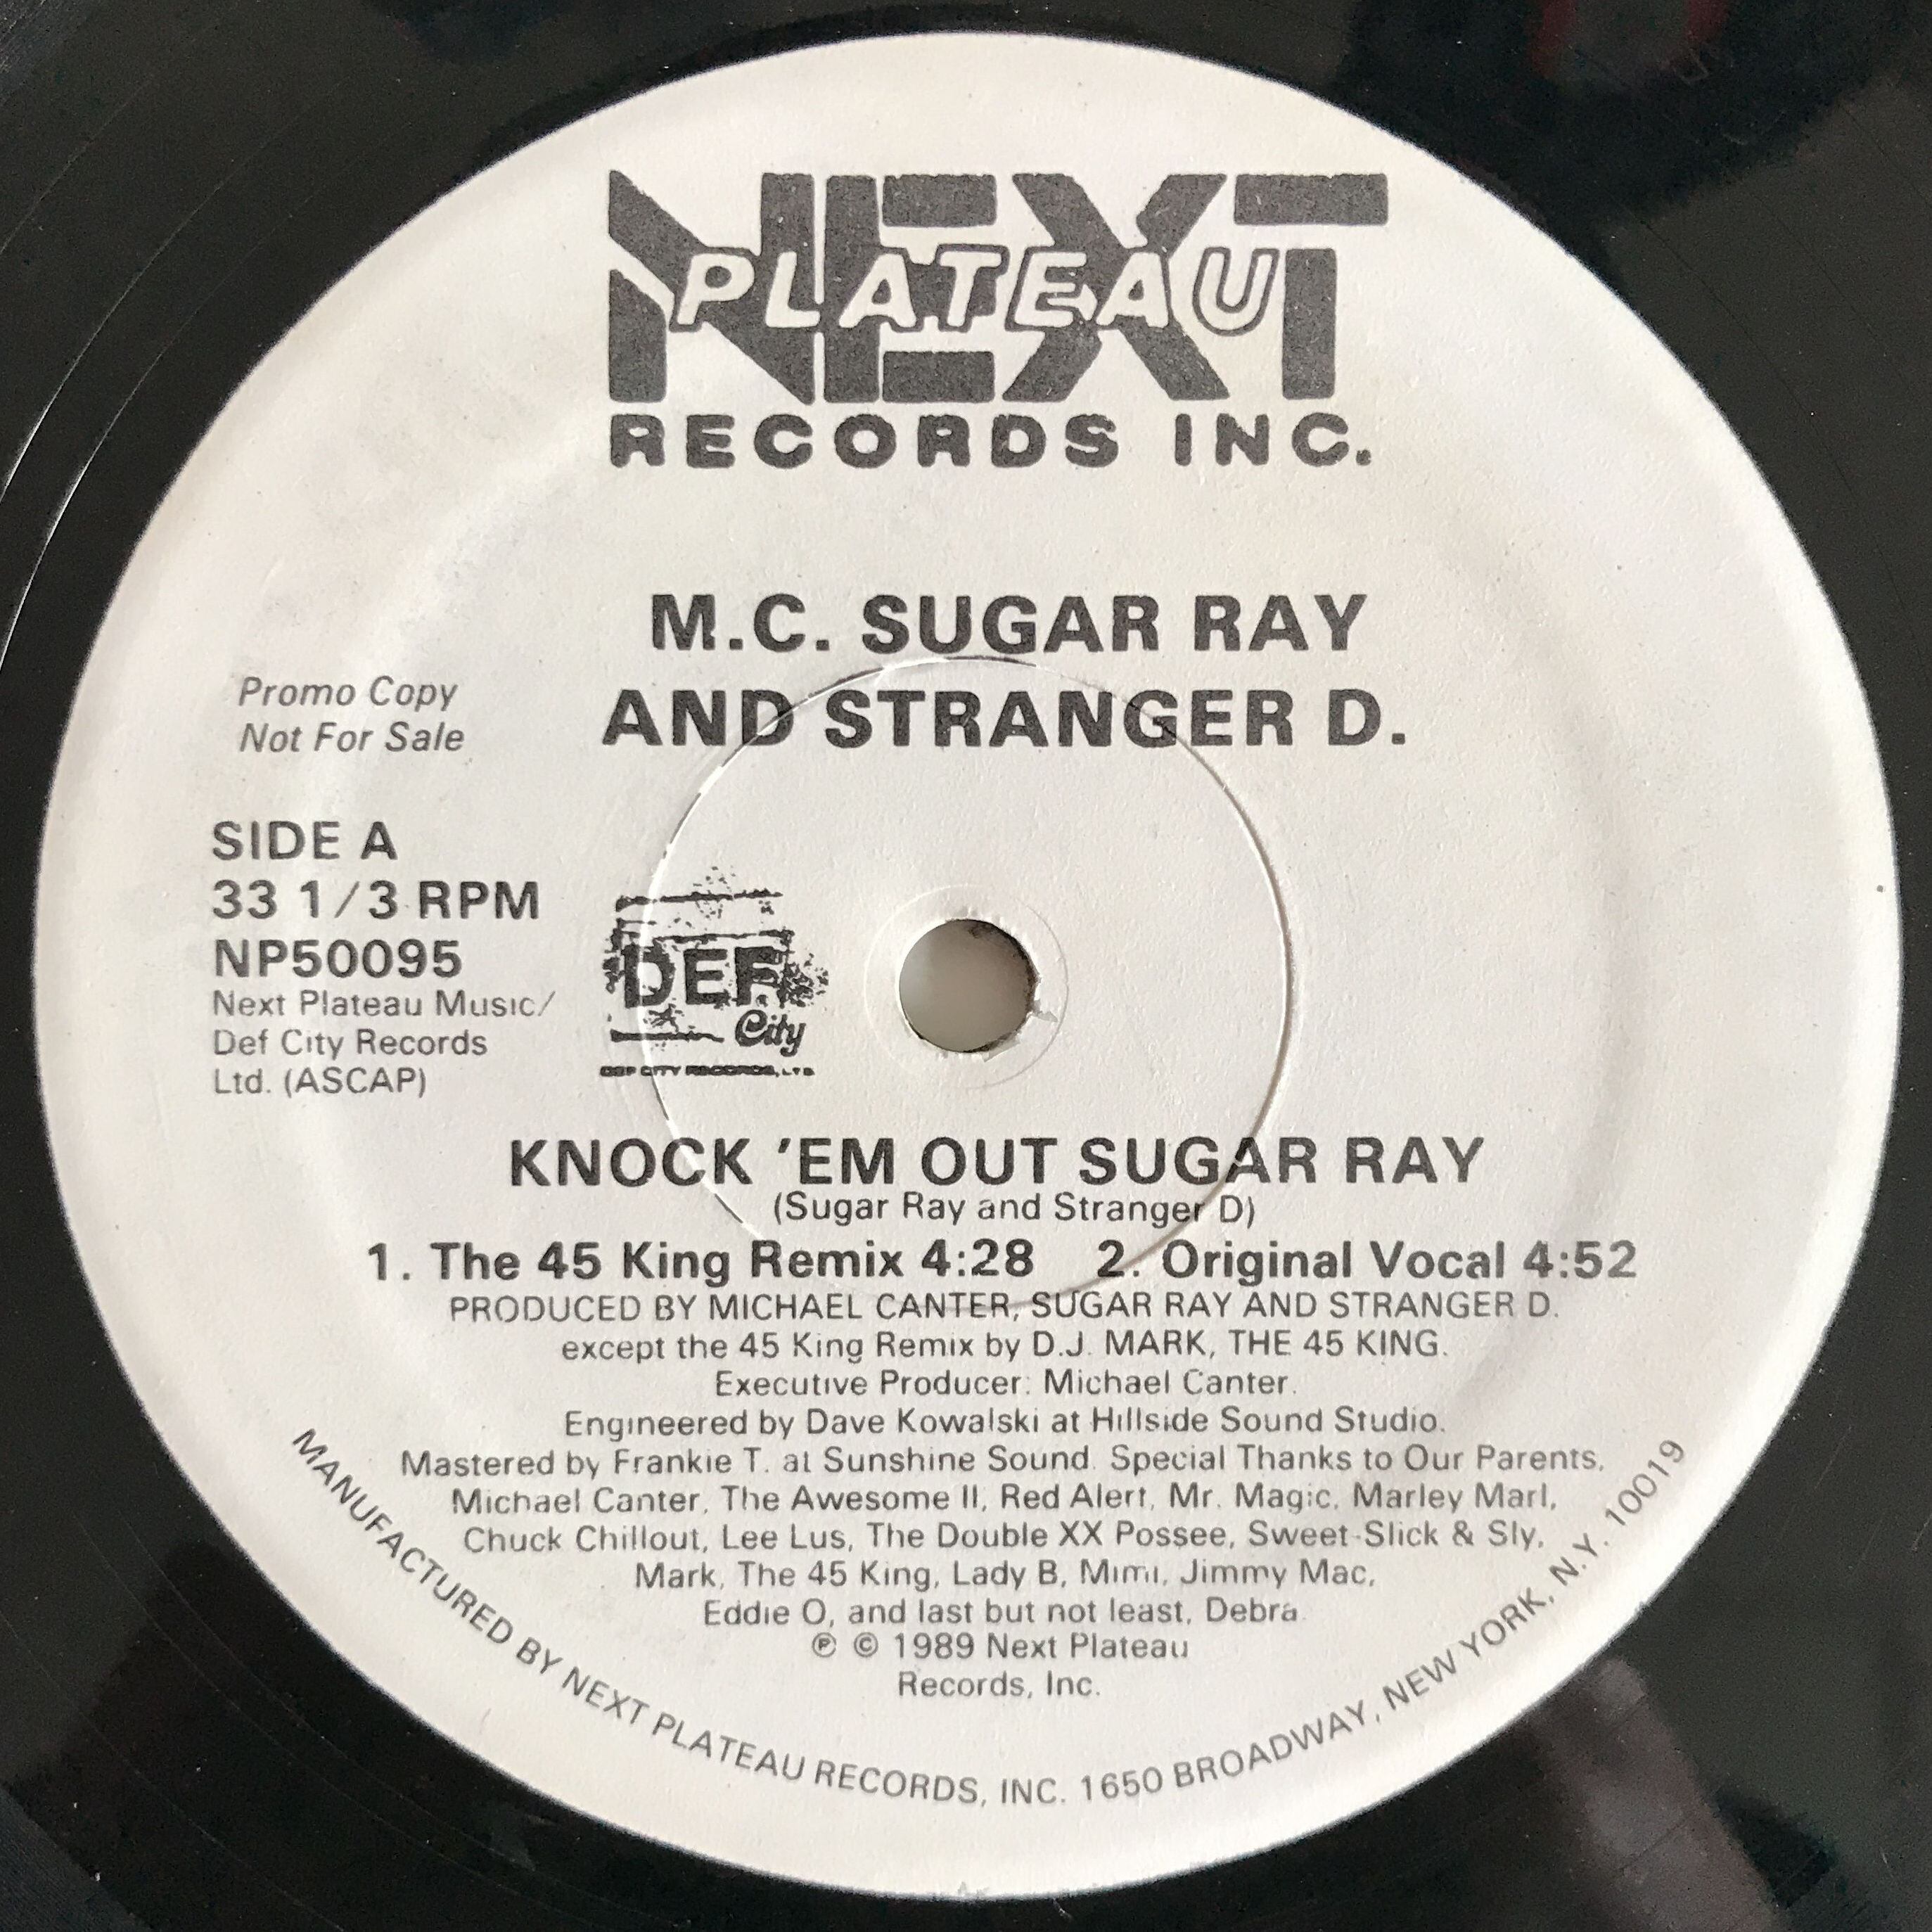 NEXT
PLATEAU
RECORDS INC.
M.C. SUGAR RAY
AND STRANGER D.
Promo Copy
Not For Sale
SIDE A
33 1/3 RPM
NP50095
Next Plateau Music/
Def City Records
Ltd. (ASCAP)
DEF
City
DEF CITY RECORDS, LTD.
KNOCK 'EM OUT SUGAR RAY
(Sugar Ray and Stranger D)
1. The 45 King Remix 4:28 2. Original Vocal 4:52
PRODUCED BY MICHAEL CANTER, SUGAR RAY AND STRANGER D.
except the 45 King Remix by D.J. MARK, THE 45 KING.
Executive Producer: Michael Canter.
Engineered by Dave Kowalski at Hillside Sound Studio.
Mastered by Frankie T. at Sunshine Sound. Special Thanks to Our Parents,
Michael Canter, The Awesome II, Red Alert, Mr. Magic, Marley Marl,
Chuck Chillout, Lee Lus, The Double XX Possee, Sweet-Slick & Sly,
Mark, The 45 King, Lady B, Mimi, Jimmy Mac,
Eddie O, and last but not least, Debra.
℗ © 1989 Next Plateau
Records, Inc.
MANUFACTURED BY NEXT PLATEAU RECORDS, INC. 1650 BROADWAY, NEW YORK, N.Y. 10019